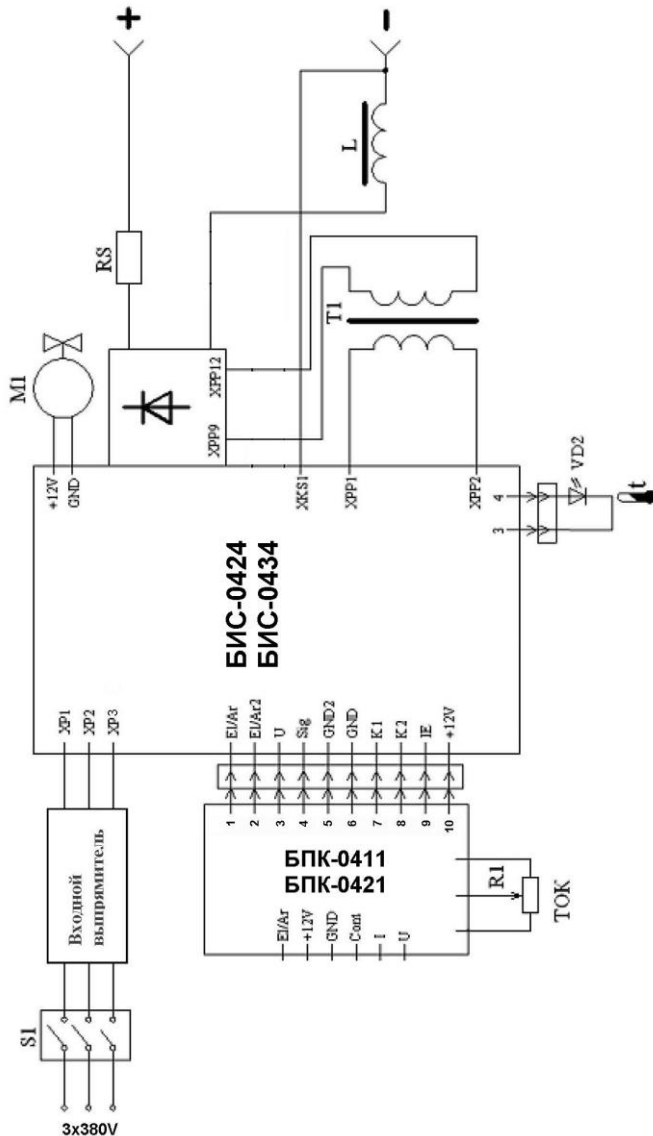 +
-
RS
L
M1
T1
XPP12
XPP9
+12V
GND
XKS1
XPP1
XPP2
VD2
4
3
t
БИС-0424
БИС-0434
XP1
XP2
XP3
El/Ar
El/Ar2
U
Sig
GND2
GND
K1
K2
IE
+12V
1
2
3
4
5
6
7
8
9
10
Входной
выпрямитель
БПК-0411
БПК-0421
R1
ТОК
El/Ar
+12V
GND
Cont
I
U
S1
3x380V